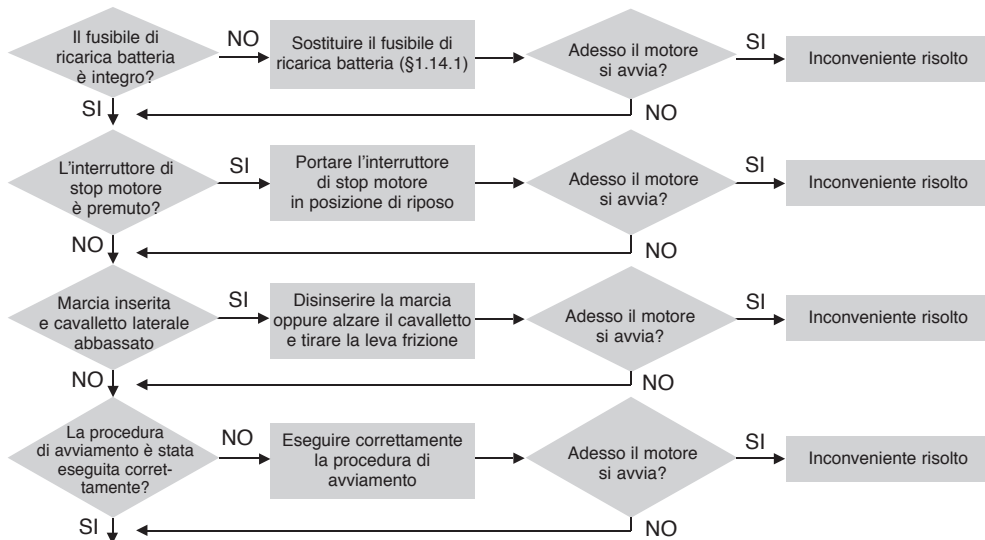 Il fusibile di
ricarica batteria
è integro?
NO
Sostituire il fusibile di
ricarica batteria (§1.14.1)
Adesso il motore
si avvia?
SI
Inconveniente risolto
SI
NO
L'interruttore di
stop motore
è premuto?
SI
Portare l'interruttore
di stop motore
in posizione di riposo
Adesso il motore
si avvia?
SI
Inconveniente risolto
NO
NO
Marcia inserita
e cavalletto laterale
abbassato
SI
Disinserire la marcia
oppure alzare il cavalletto
e tirare la leva frizione
Adesso il motore
si avvia?
SI
Inconveniente risolto
NO
NO
La procedura
di avviamento è stata
eseguita corret-
tamente?
NO
Eseguire correttamente
la procedura di
avviamento
Adesso il motore
si avvia?
SI
Inconveniente risolto
SI
NO